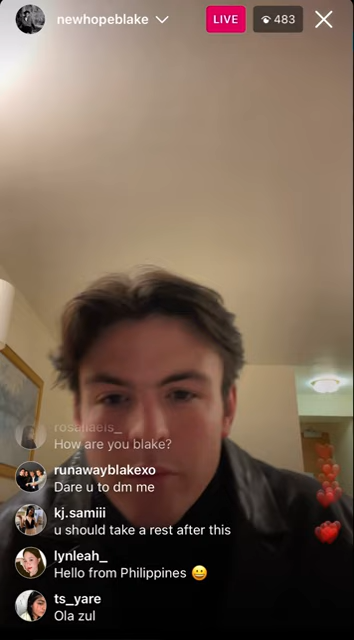 newhopeblake
LIVE
483
rosaliaels_
How are you blake?
runawayblakexo
Dare u to dm me
kj.samiii
u should take a rest after this
lynleah_
Hello from Philippines 😀
ts_yare
Ola zul